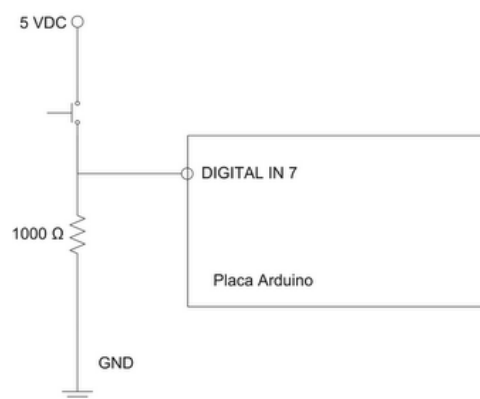 5 VDC
DIGITAL IN 7
1000 Ω
Placa Arduino
GND